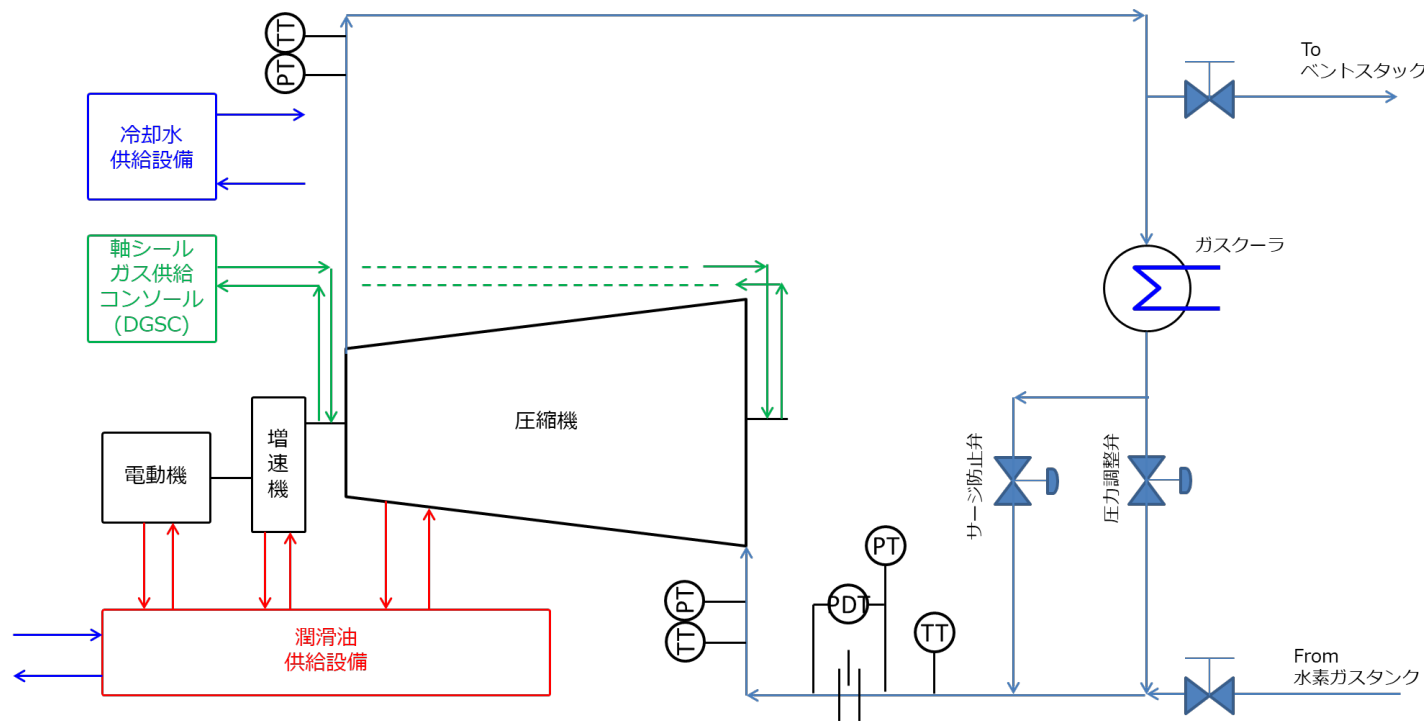 TT
PT
To
ベントスタック
冷却水
供給設備
軸シール
ガス供給
コンソール
(DGSC)
ガスクーラ
圧縮機
増
速
機
電動機
サージ防止弁
圧力調整弁
PT
PDT
PT
TT
TT
潤滑油
供給設備
From
水素ガスタンク